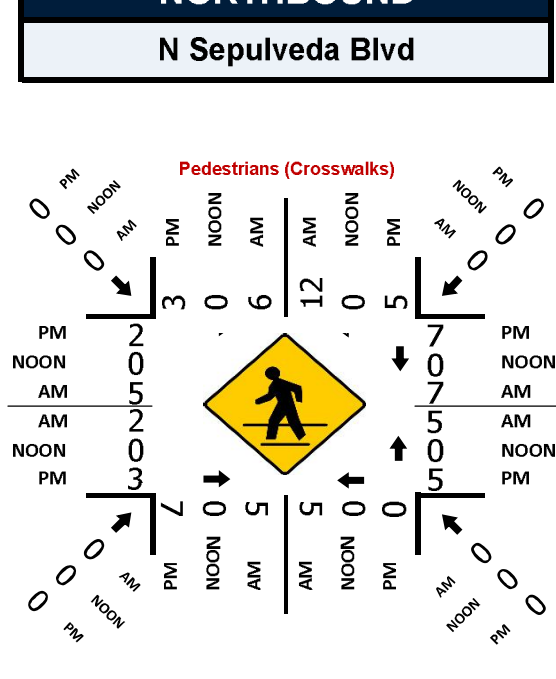 NORTHBOUND
N Sepulveda Blvd
Pedestrians (Crosswalks)
PM NOON AM
0 0 0
PM NOON AM AM NOON PM
3 0 6 12 0 5
PM NOON AM
0 0 0
PM 2 7 PM
NOON 0 0 NOON
AM 5 7 AM
AM 2 5 AM
NOON 0 0 NOON
PM 3 5 PM
7 0 5 5 0 0
PM NOON AM AM NOON PM
0 0 0
AM NOON PM
0 0 0
AM NOON PM